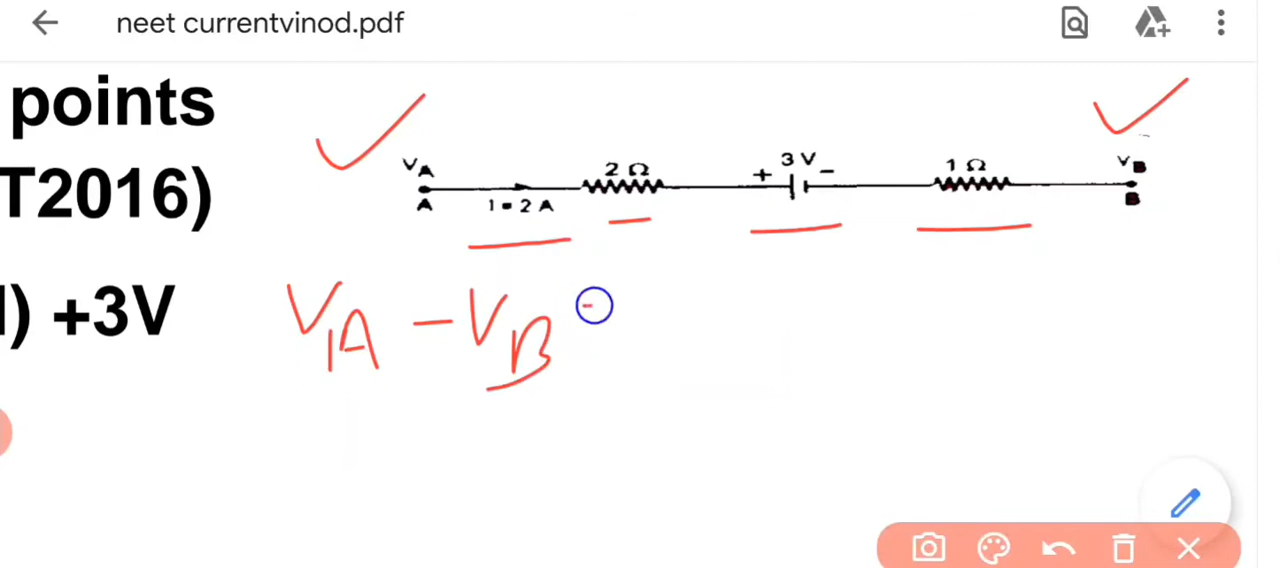 neet currentvinod.pdf
points
T2016)
) +3V
VA
A
I = 2 A
2 Ω
+ 3 V -
1 Ω
VB
B
VA - VB =